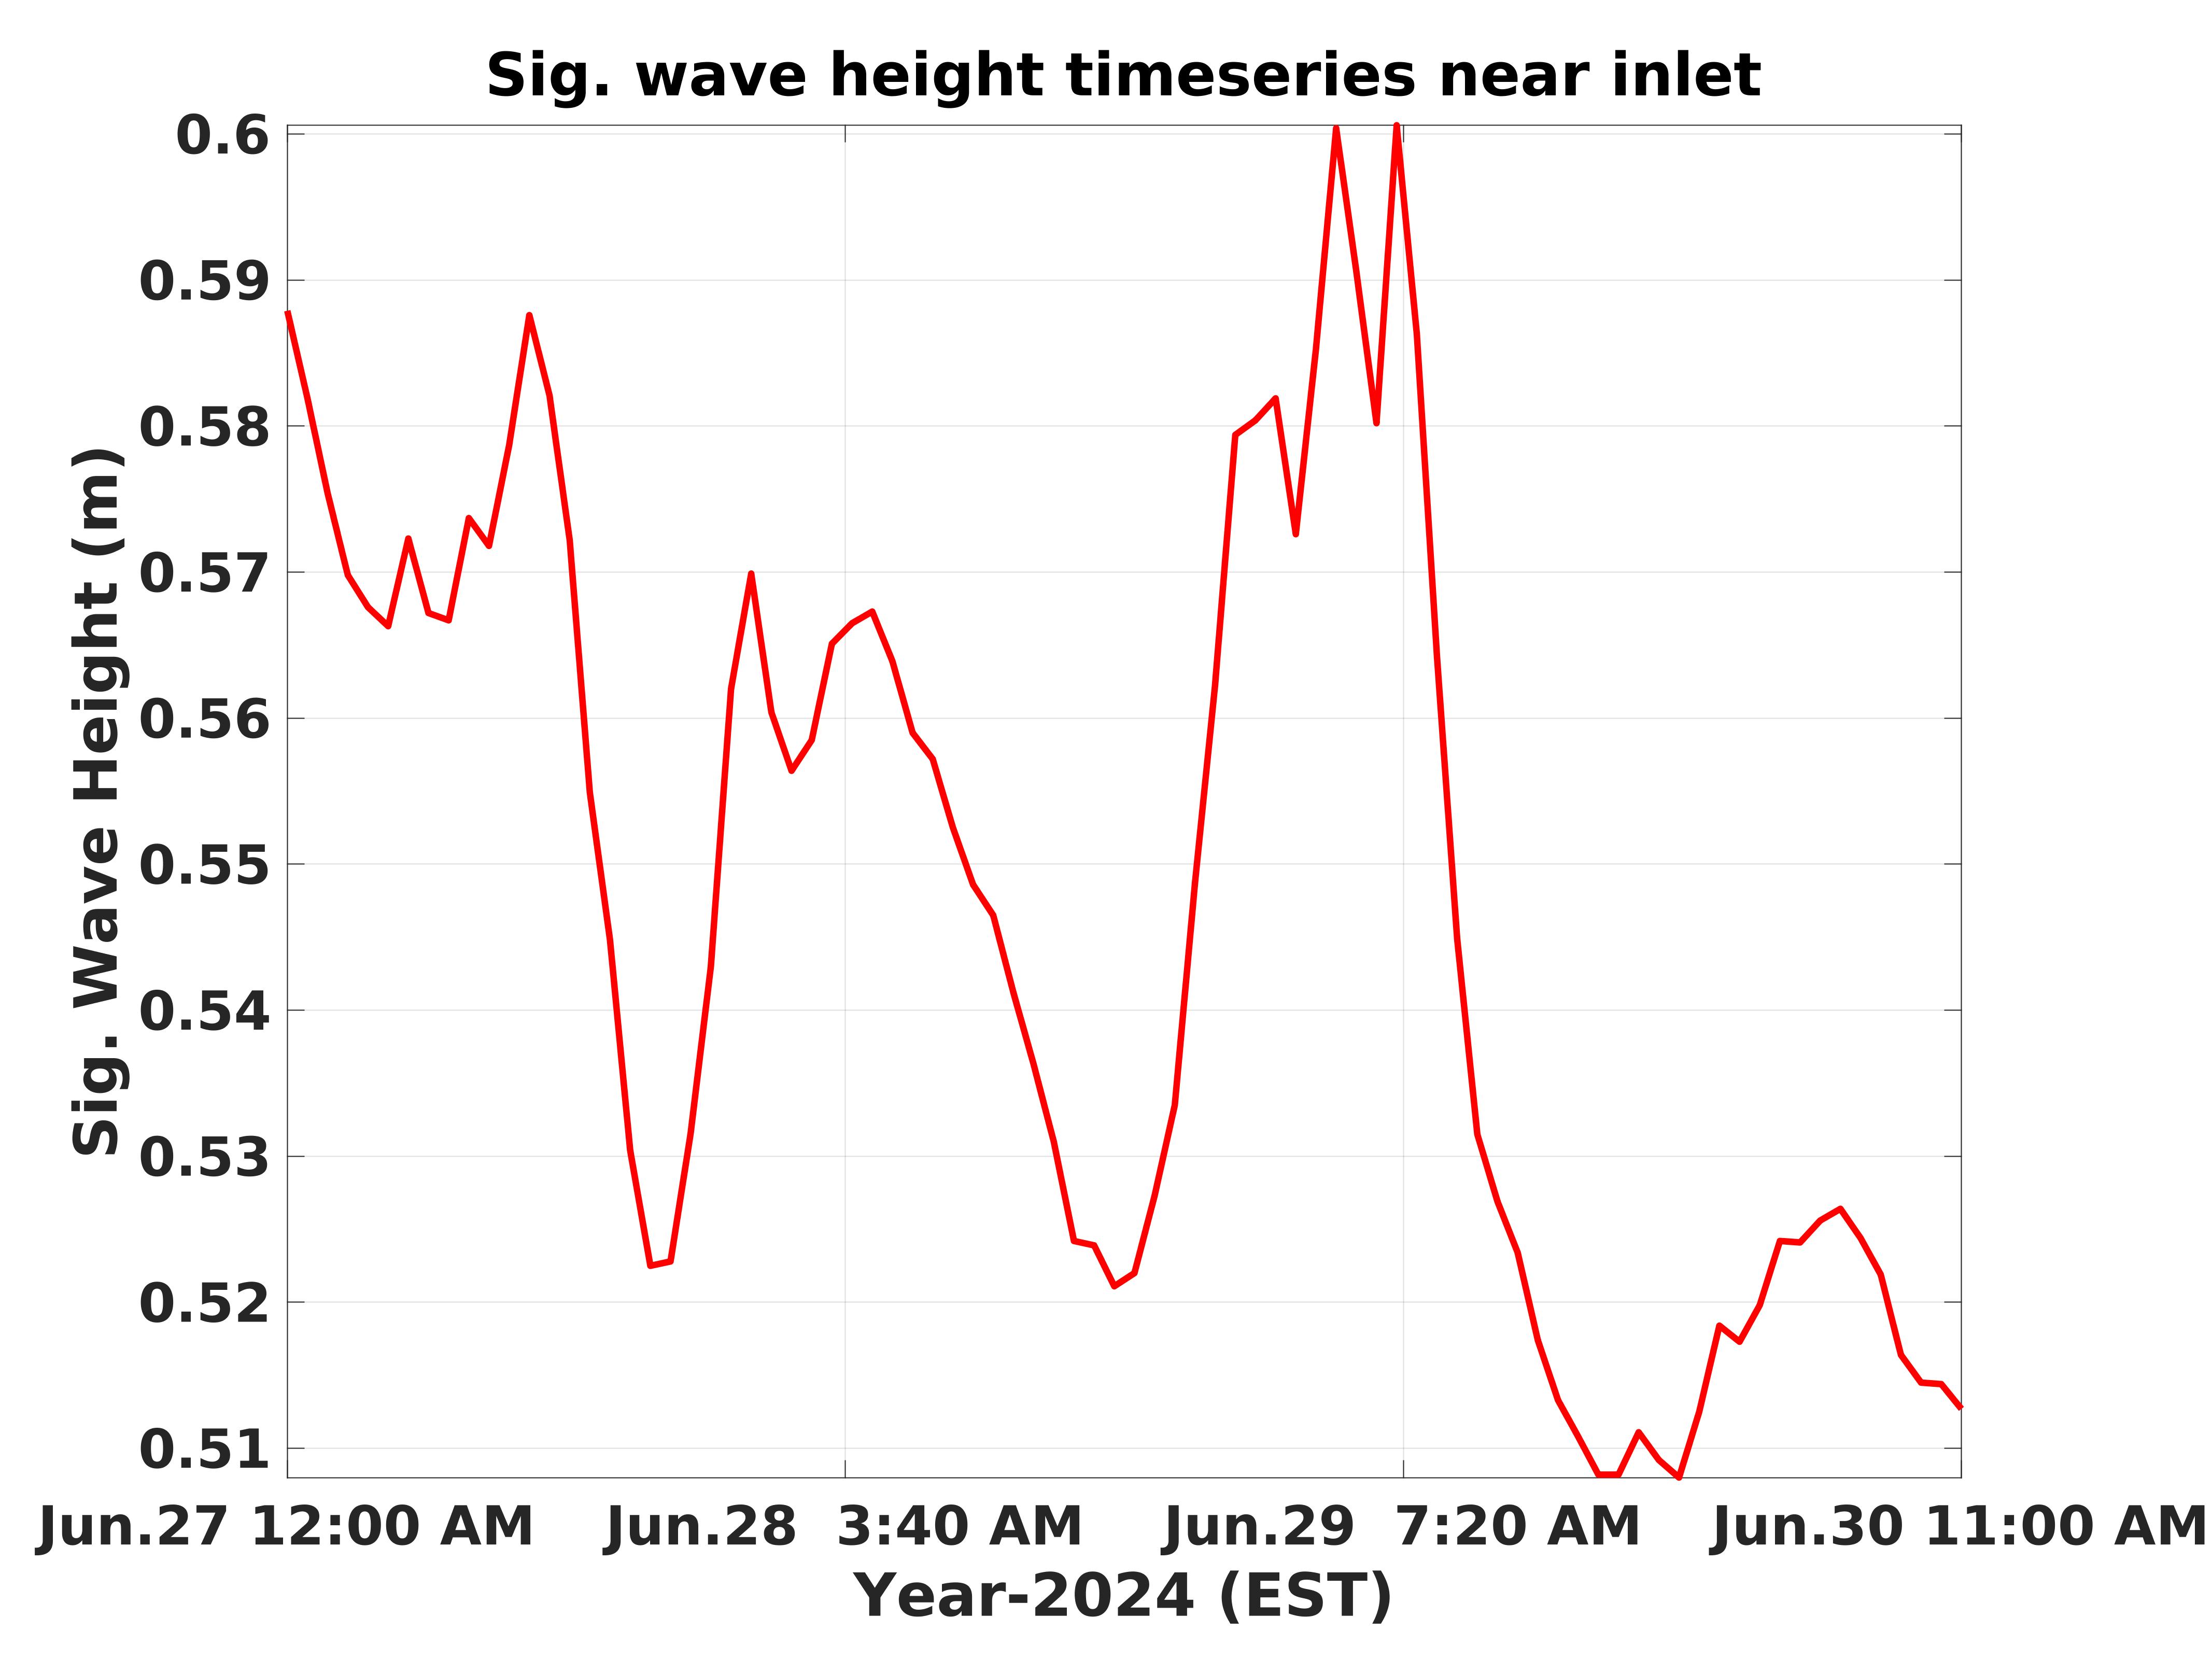 Sig. wave height timeseries near inlet
Sig. Wave Height (m)
0.6
0.59
0.58
0.57
0.56
0.55
0.54
0.53
0.52
0.51
Jun.27 12:00 AM Jun.28 3:40 AM Jun.29 7:20 AM Jun.30 11:00 AM
Year-2024 (EST)